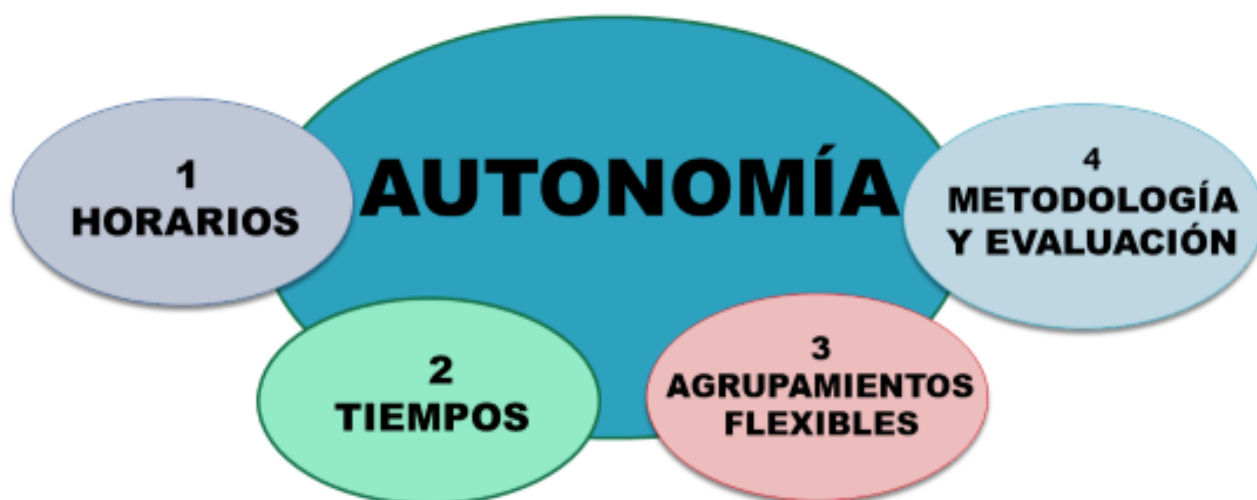 AUTONOMÍA
1
HORARIOS
2
TIEMPOS
3
AGRUPAMIENTOS
FLEXIBLES
4
METODOLOGÍA
Y EVALUACIÓN